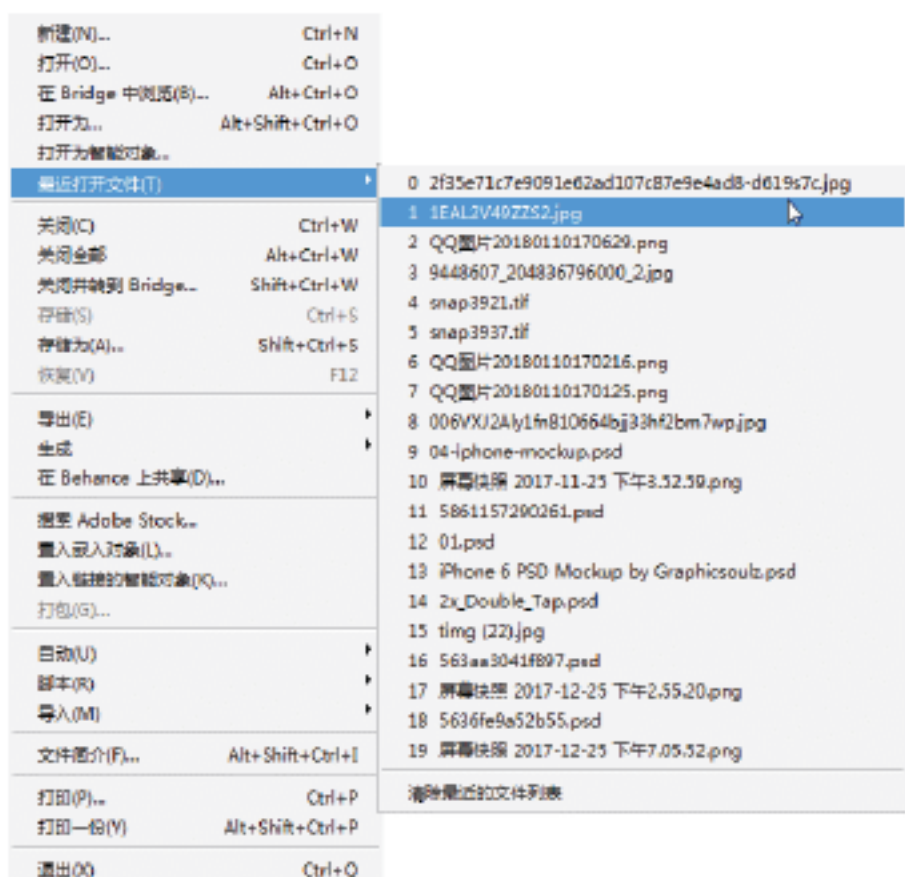 新建(N)... Ctrl+N
打开(O)... Ctrl+O
在 Bridge 中浏览(B)... Alt+Ctrl+O
打开为... Alt+Shift+Ctrl+O
打开为智能对象...
最近打开文件(T)
关闭(C) Ctrl+W
关闭全部 Alt+Ctrl+W
关闭并转到 Bridge... Shift+Ctrl+W
存储(S) Ctrl+S
存储为(A)... Shift+Ctrl+S
恢复(V) F12
导出(E)
生成
在 Behance 上共享(D)...
搜索 Adobe Stock...
置入嵌入对象(L)...
置入链接的智能对象(K)...
打包(G)...
自动(U)
脚本(R)
导入(M)
文件简介(F)... Alt+Shift+Ctrl+I
打印(P)... Ctrl+P
打印一份(Y) Alt+Shift+Ctrl+P
退出(X) Ctrl+Q
0 2f35e71c7e9091e62ad107c87e9e4ad8-d619s7c.jpg
1 1EAL2V49ZZS2.jpg
2 QQ图片20180110170629.png
3 9448607_204836796000_2.jpg
4 snap3921.tif
5 snap3937.tif
6 QQ图片20180110170216.png
7 QQ图片20180110170125.png
8 006VXJ2Aly1fn810664bjj33hf2bm7wp.jpg
9 04-iphone-mockup.psd
10 屏幕快照 2017-11-25 下午3.52.59.png
11 5861157290261.psd
12 01.psd
13 iPhone 6 PSD Mockup by Graphicsoulz.psd
14 2x_Double_Tap.psd
15 timg (22).jpg
16 563aa3041f897.psd
17 屏幕快照 2017-12-25 下午2.55.20.png
18 5636fe9a52b55.psd
19 屏幕快照 2017-12-25 下午7.05.52.png
清除最近的文件列表